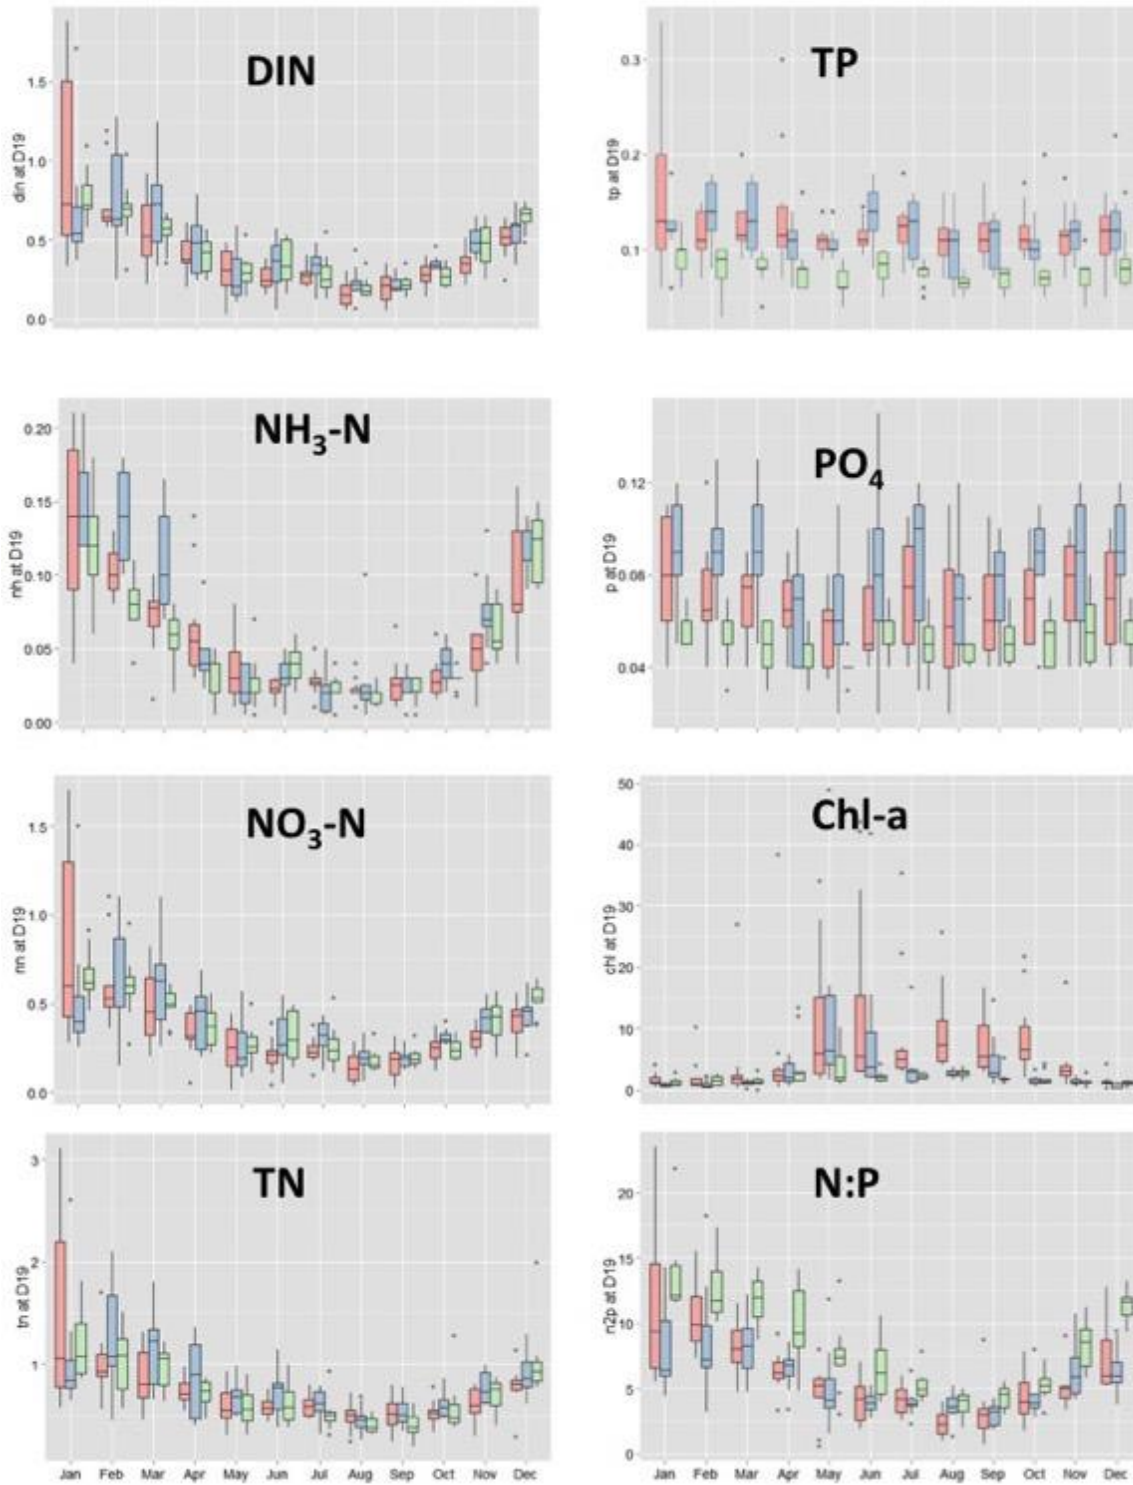 DIN
din at D19
1.5
1.0
0.5
0.0
TP
tp at D19
0.3
0.2
0.1
NH3-N
nh at D19
0.20
0.15
0.10
0.05
0.00
PO4
p at D19
0.12
0.08
0.04
NO3-N
nn at D19
1.5
1.0
0.5
0.0
Chl-a
chl at D19
50
40
30
20
10
0
TN
tn at D19
3
2
1
Jan Feb Mar Apr May Jun Jul Aug Sep Oct Nov Dec
N:P
n2p at D19
20
15
10
5
0
Jan Feb Mar Apr May Jun Jul Aug Sep Oct Nov Dec